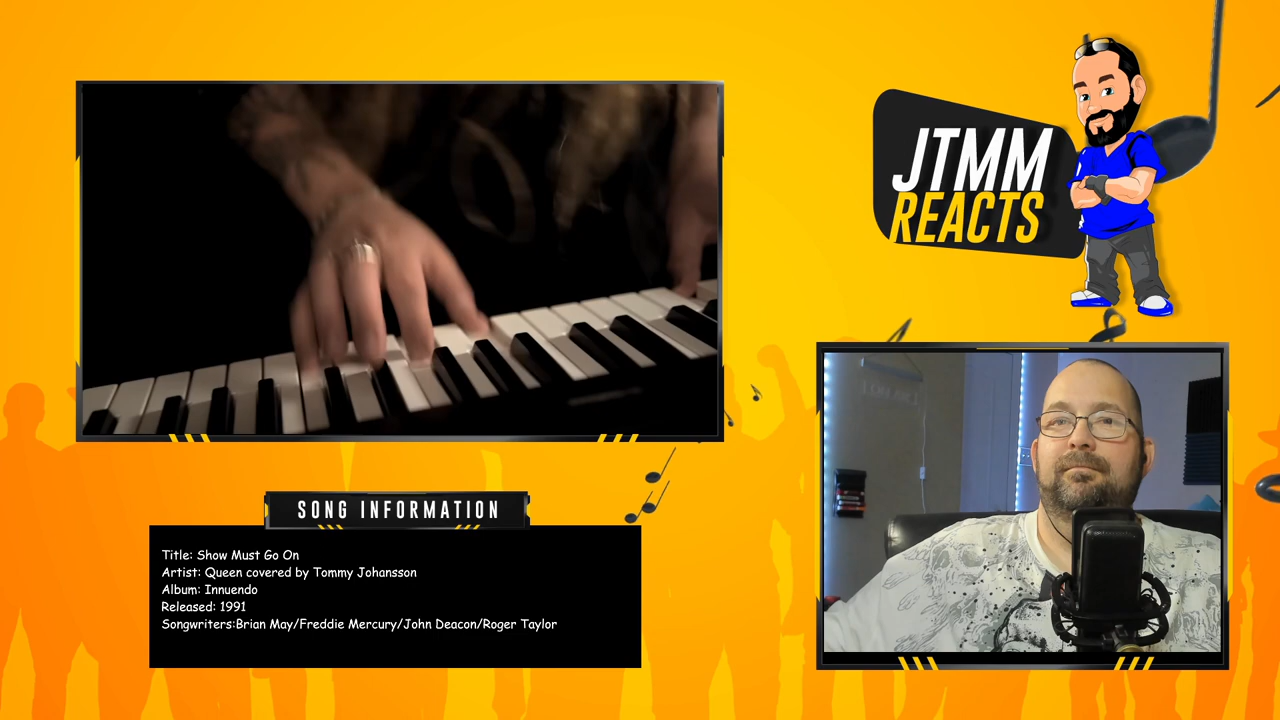 JTMM
REACTS
SONG INFORMATION
Title: Show Must Go On
Artist: Queen covered by Tommy Johansson
Album: Innuendo
Released: 1991
Songwriters:Brian May/Freddie Mercury/John Deacon/Roger Taylor